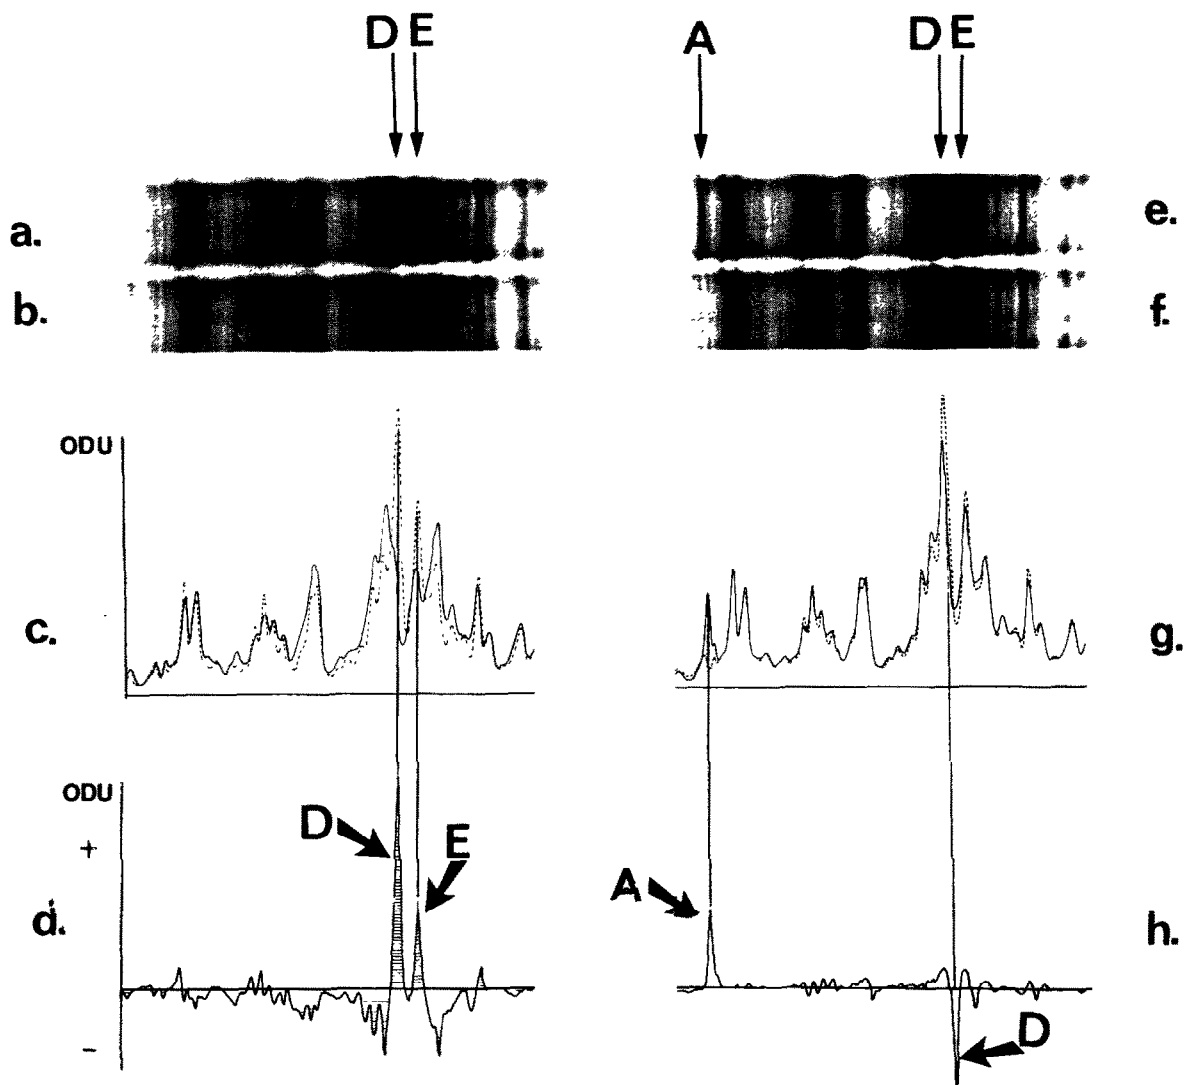 D E A D E
a. e.
b. f.
ODU
c. g.
ODU
D
E
+
A
d. h.
D
-